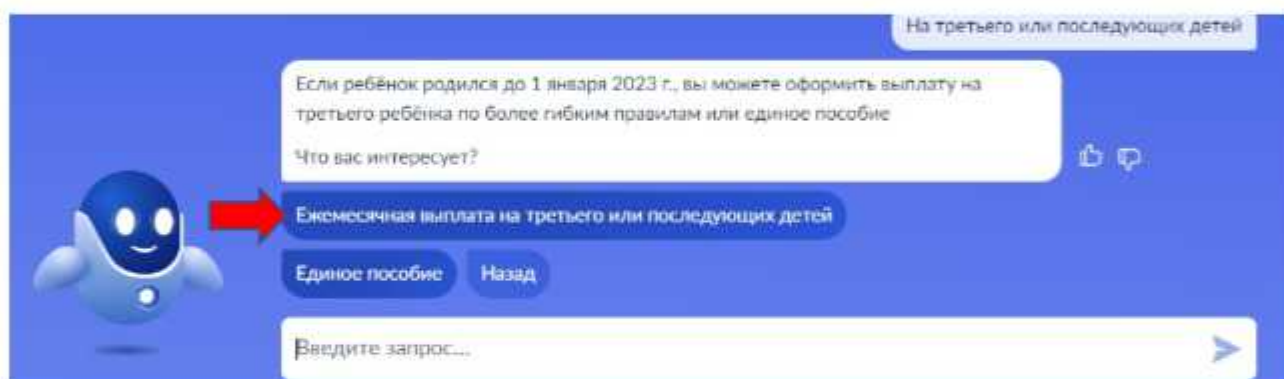 На третьего или последующих детей
Если ребёнок родился до 1 января 2023 г., вы можете оформить выплату на
третьего ребёнка по более гибким правилам или единое пособие
Что вас интересует?
Ежемесячная выплата на третьего или последующих детей
Единое пособие
Назад
Введите запрос...